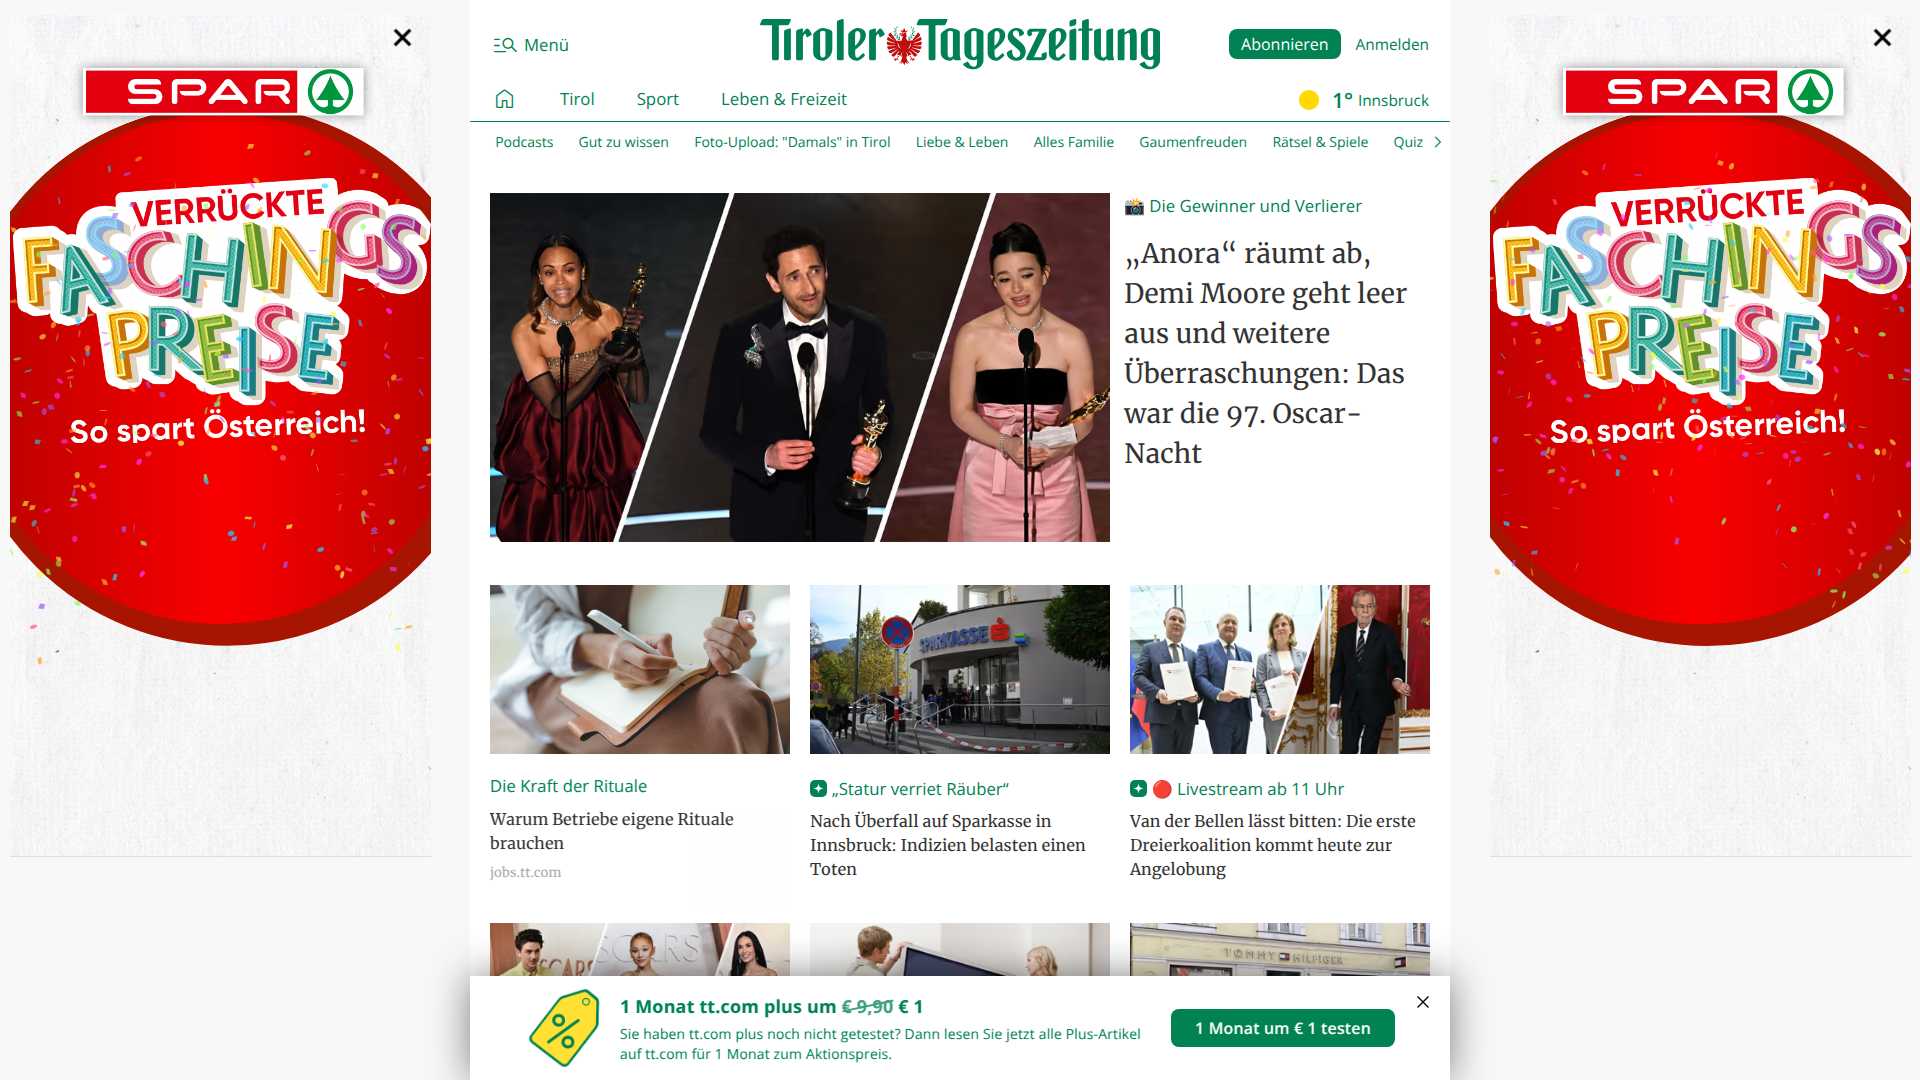 SPAR
VERRÜCKTE
FASCHINGS
PREISE
So spart Österreich!
Menü
Tiroler Tageszeitung
Abonnieren
Anmelden
Tirol
Sport
Leben & Freizeit
1° Innsbruck
Podcasts
Gut zu wissen
Foto-Upload: "Damals" in Tirol
Liebe & Leben
Alles Familie
Gaumenfreuden
Rätsel & Spiele
Quiz
📸 Die Gewinner und Verlierer
„Anora“ räumt ab,
Demi Moore geht leer
aus und weitere
Überraschungen: Das
war die 97. Oscar-
Nacht
SPARKASSE
Die Kraft der Rituale
Warum Betriebe eigene Rituale
brauchen
jobs.tt.com
„Statur verriet Räuber“
Nach Überfall auf Sparkasse in
Innsbruck: Indizien belasten einen
Toten
🔴 Livestream ab 11 Uhr
Van der Bellen lässt bitten: Die erste
Dreierkoalition kommt heute zur
Angelobung
OSCARS
TOMMY HILFIGER
1 Monat tt.com plus um € 9,90 € 1
Sie haben tt.com plus noch nicht getestet? Dann lesen Sie jetzt alle Plus-Artikel
auf tt.com für 1 Monat zum Aktionspreis.
1 Monat um € 1 testen
SPAR
VERRÜCKTE
FASCHINGS
PREISE
So spart Österreich!